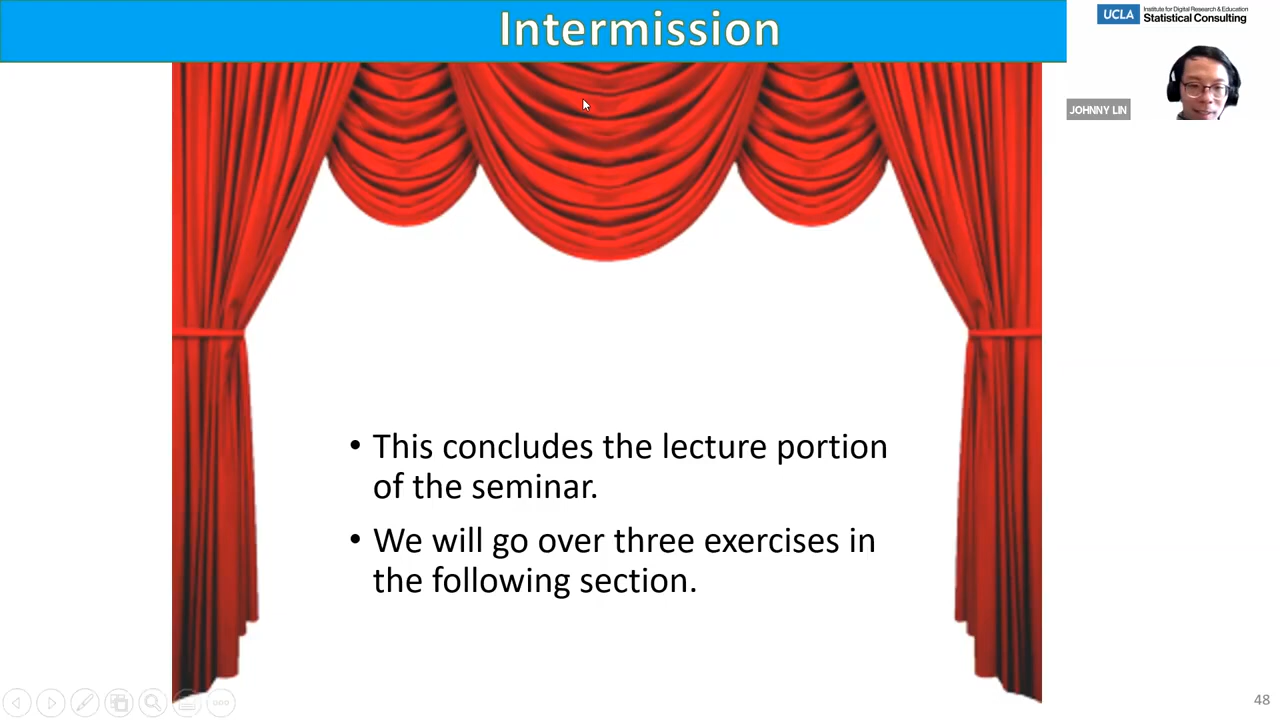 Intermission
UCLA
Institute for Digital Research & Education
Statistical Consulting
JOHNNY LIN
• This concludes the lecture portion
of the seminar.
• We will go over three exercises in
the following section.
48